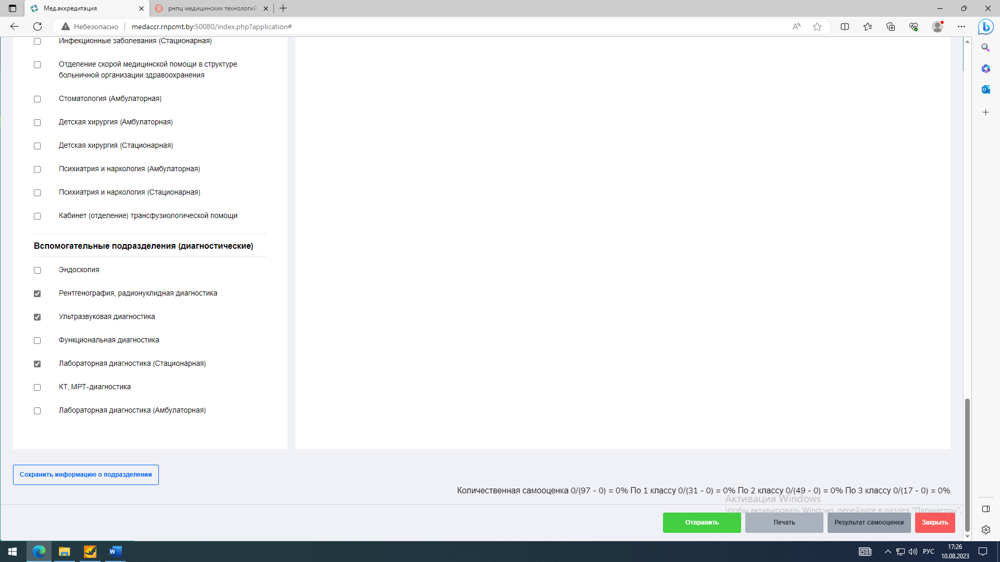 Мед.аккредитация
рнпц медицинских технологий
Небезопасно
medaccr.rnpcmt.by:50080/index.php?application#
Инфекционные заболевания (Стационарная)
Отделение скорой медицинской помощи в структуре
больничной организации здравоохранения
Стоматология (Амбулаторная)
Детская хирургия (Амбулаторная)
Детская хирургия (Стационарная)
Психиатрия и наркология (Амбулаторная)
Психиатрия и наркология (Стационарная)
Кабинет (отделение) трансфузиологической помощи
Вспомогательные подразделения (диагностические)
Эндоскопия
Рентгенография, радионуклидная диагностика
Ультразвуковая диагностика
Функциональная диагностика
Лабораторная диагностика (Стационарная)
КТ, МРТ-диагностика
Лабораторная диагностика (Амбулаторная)
Сохранить информацию о подразделении
Количественная самооценка 0/(97 - 0) = 0% По 1 классу 0/(31 - 0) = 0% По 2 классу 0/(49 - 0) = 0% По 3 классу 0/(17 - 0) = 0%
Активация Windows
Чтобы активировать Windows, перейдите в раздел "Параметры".
Отправить
Печать
Результат самооценки
Закрыть
РУС
17:26
10.08.2023